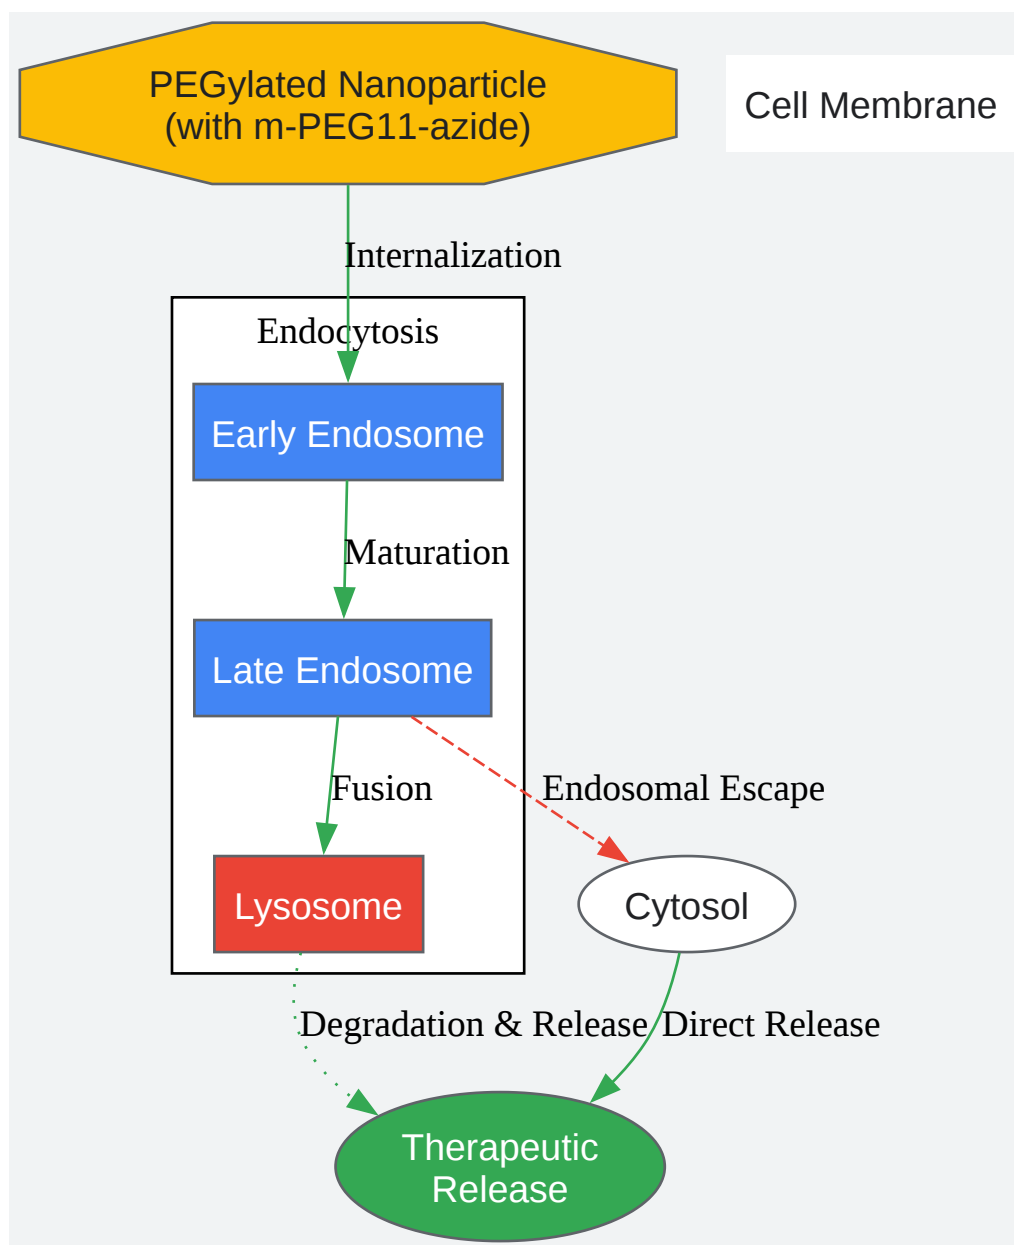 PEGylated Nanoparticle
(with m-PEG11-azide)
Cell Membrane
Internalization
Endocytosis
Early Endosome
Maturation
Late Endosome
Fusion
Endosomal Escape
Lysosome
Cytosol
Degradation & Release
Direct Release
Therapeutic
Release